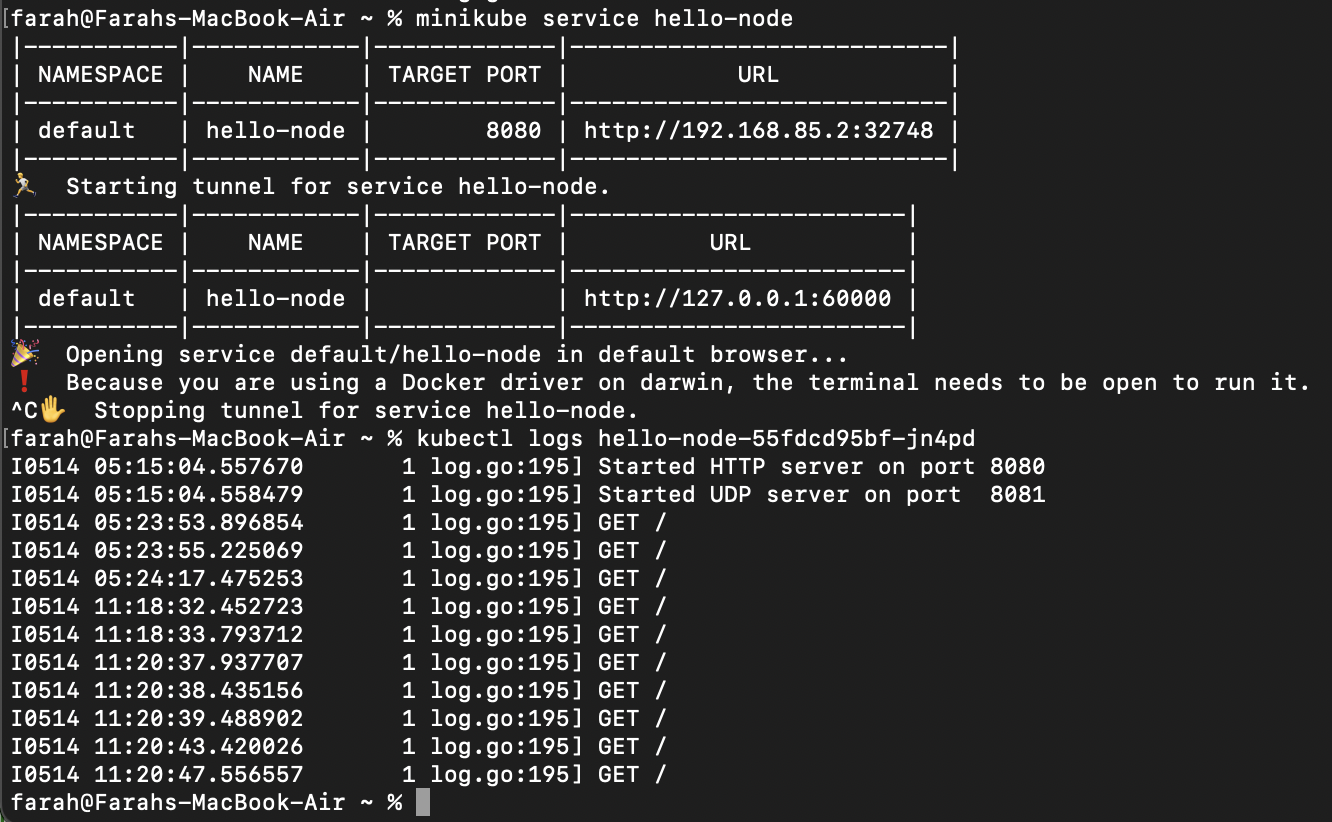 [farah@Farahs-MacBook-Air ~ % minikube service hello-node
|-----------|------------|-------------|---------------------------|
| NAMESPACE |    NAME    | TARGET PORT |            URL            |
|-----------|------------|-------------|---------------------------|
| default   | hello-node |        8080 | http://192.168.85.2:32748 |
|-----------|------------|-------------|---------------------------|
🏃  Starting tunnel for service hello-node.
|-----------|------------|-------------|------------------------|
| NAMESPACE |    NAME    | TARGET PORT |          URL           |
|-----------|------------|-------------|------------------------|
| default   | hello-node |             | http://127.0.0.1:60000 |
|-----------|------------|-------------|------------------------|
🎉  Opening service default/hello-node in default browser...
❗  Because you are using a Docker driver on darwin, the terminal needs to be open to run it.
^C✋  Stopping tunnel for service hello-node.
[farah@Farahs-MacBook-Air ~ % kubectl logs hello-node-55fdcd95bf-jn4pd
I0514 05:15:04.557670       1 log.go:195] Started HTTP server on port 8080
I0514 05:15:04.558479       1 log.go:195] Started UDP server on port  8081
I0514 05:23:53.896854       1 log.go:195] GET /
I0514 05:23:55.225069       1 log.go:195] GET /
I0514 05:24:17.475253       1 log.go:195] GET /
I0514 11:18:32.452723       1 log.go:195] GET /
I0514 11:18:33.793712       1 log.go:195] GET /
I0514 11:20:37.937707       1 log.go:195] GET /
I0514 11:20:38.435156       1 log.go:195] GET /
I0514 11:20:39.488902       1 log.go:195] GET /
I0514 11:20:43.420026       1 log.go:195] GET /
I0514 11:20:47.556557       1 log.go:195] GET /
farah@Farahs-MacBook-Air ~ %